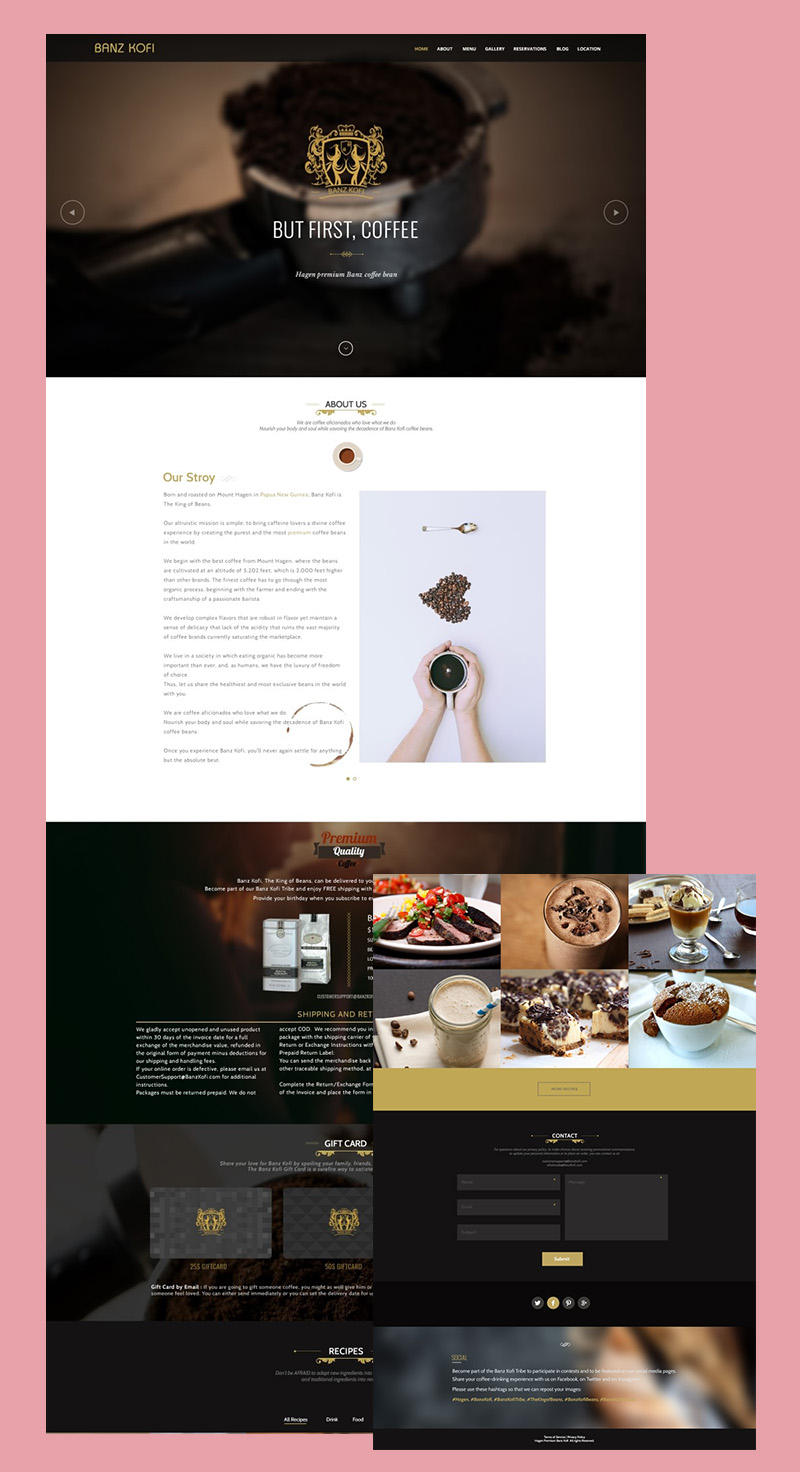 BANZ KOFI
HOME ABOUT MENU GALLERY RESERVATIONS BLOG LOCATION
BANZ KOFI
BUT FIRST, COFFEE
Hagen premium Banz coffee bean
ABOUT US
We are coffee aficionados who love what we do
Nourish your body and soul while savoring the decadence of Banz Kofi coffee beans.
Our Stroy
Born and roasted on Mount Hagen in Papua New Guinea, Banz Kofi is
The King of Beans.
Our altruistic mission is simple: to bring caffeine lovers a divine coffee
experience by creating the purest and the most premium coffee beans
in the world.
We begin with the best coffee from Mount Hagen, where the beans
are cultivated at an altitude of 5,202 feet, which is 2,000 feet higher
than other brands. The finest coffee has to go through the most
organic process, beginning with the farmer and ending with the
craftsmanship of a passionate barista.
We develop complex flavors that are robust in flavor yet maintain a
sense of delicacy that lack of the acidity that ruins the vast majority
of coffee brands currently saturating the marketplace.
We live in a society in which eating organic has become more
important than ever, and, as humans, we have the luxury of freedom
of choice.
Thus, let us share the healthiest and most exclusive beans in the world
with you.
We are coffee aficionados who love what we do.
Nourish your body and soul while savoring the decadence of Banz Kofi
coffee beans.
Once you experience Banz Kofi, you'll never again settle for anything
but the absolute best.
Premium
Quality
Coffee
Banz Kofi, The King of Beans, can be delivered to you
Become part of our Banz Kofi Tribe and enjoy FREE shipping with
Provide your birthday when you subscribe to
CUSTOMERSUPPORT@BANZKOFI
SHIPPING AND RET
We gladly accept unopened and unused product
within 30 days of the invoice date for a full
exchange of the merchandise value, refunded in
the original form of payment minus deductions for
our shipping and handling fees.
If your online order is defective, please email us at
CustomerSupport@BanzKofi.com for additional
instructions.
Packages must be returned prepaid. We do not
accept COD. We recommend you in
package with the shipping carrier of
Return or Exchange Instructions with
Prepaid Return Label:
You can send the merchandise back
other traceable shipping method, at
Complete the Return/Exchange Form
of the Invoice and place the form in
GIFT CARD
Share your love for Banz Kofi by spoiling your family, friends,
The Banz Kofi Gift Card is a surefire way to satisfy
25$ GIFTCARD
50$ GIFTCARD
Gift Card by Email : If you are going to gift someone coffee, you might as well give him or
someone feel loved. You can either send immediately or you can set the delivery date for
RECIPES
Don't be AFRAID to adapt new ingredients into
and traditional ingredients into
All Recipes Drink Food
MORE RECIPES
CONTACT
Name *
Email *
Subject
Message *
Submit
SOCIAL
Become part of the Banz Kofi Tribe to participate in contests and to be featured on our social media pages.
Share your coffee-drinking experience with us on Facebook, on Twitter and on Instagram
Please use these hashtags so that we can repost your images:
#Hagen, #BanzKofi, #BanzKofiTribe, #TheKingofBeans, #BanzKofiBeans,
Terms of Service | Privacy Policy
Hagen Premium Banz Kofi. All rights Reserved.